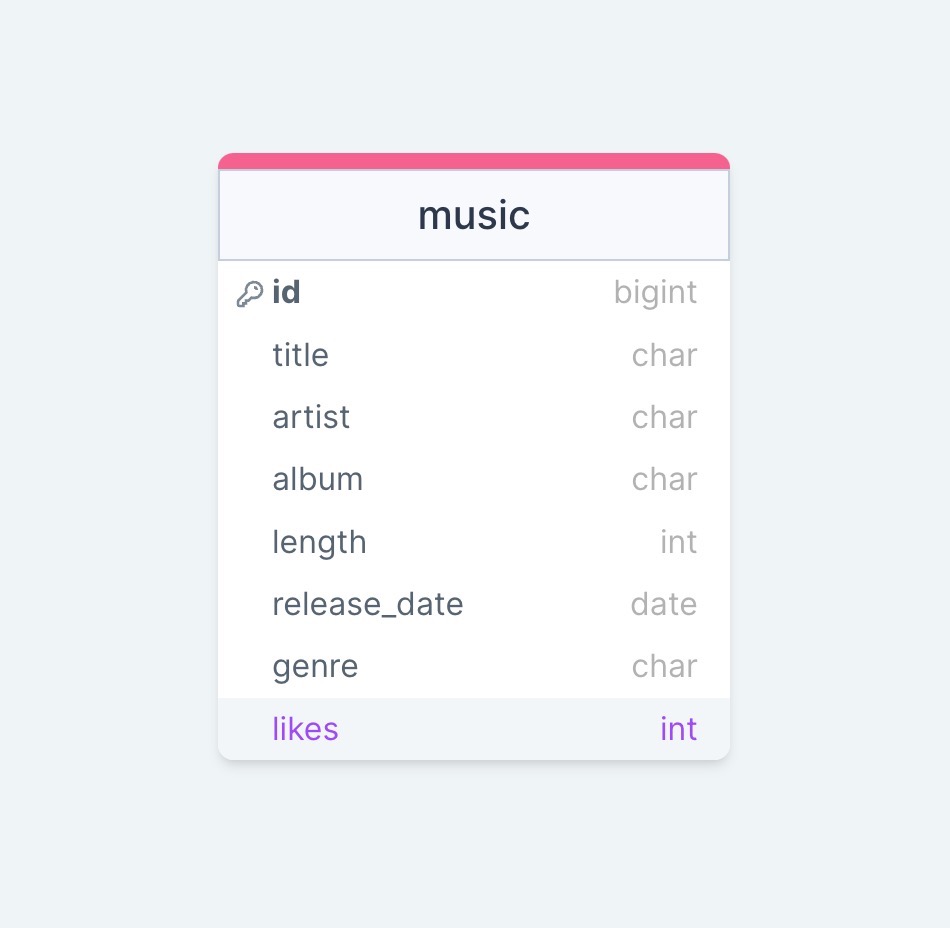 music
id bigint
title char
artist char
album char
length int
release_date date
genre char
likes int